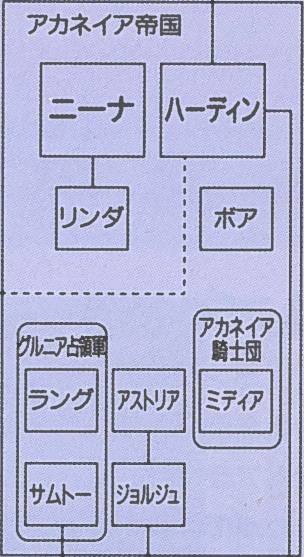 アカネイア帝国
ニーナ
ハーディン
リンダ
ボア
グルニア占領軍
ラング
サムトー
アストリア
ジョルジュ
アカネイア
騎士団
ミディア